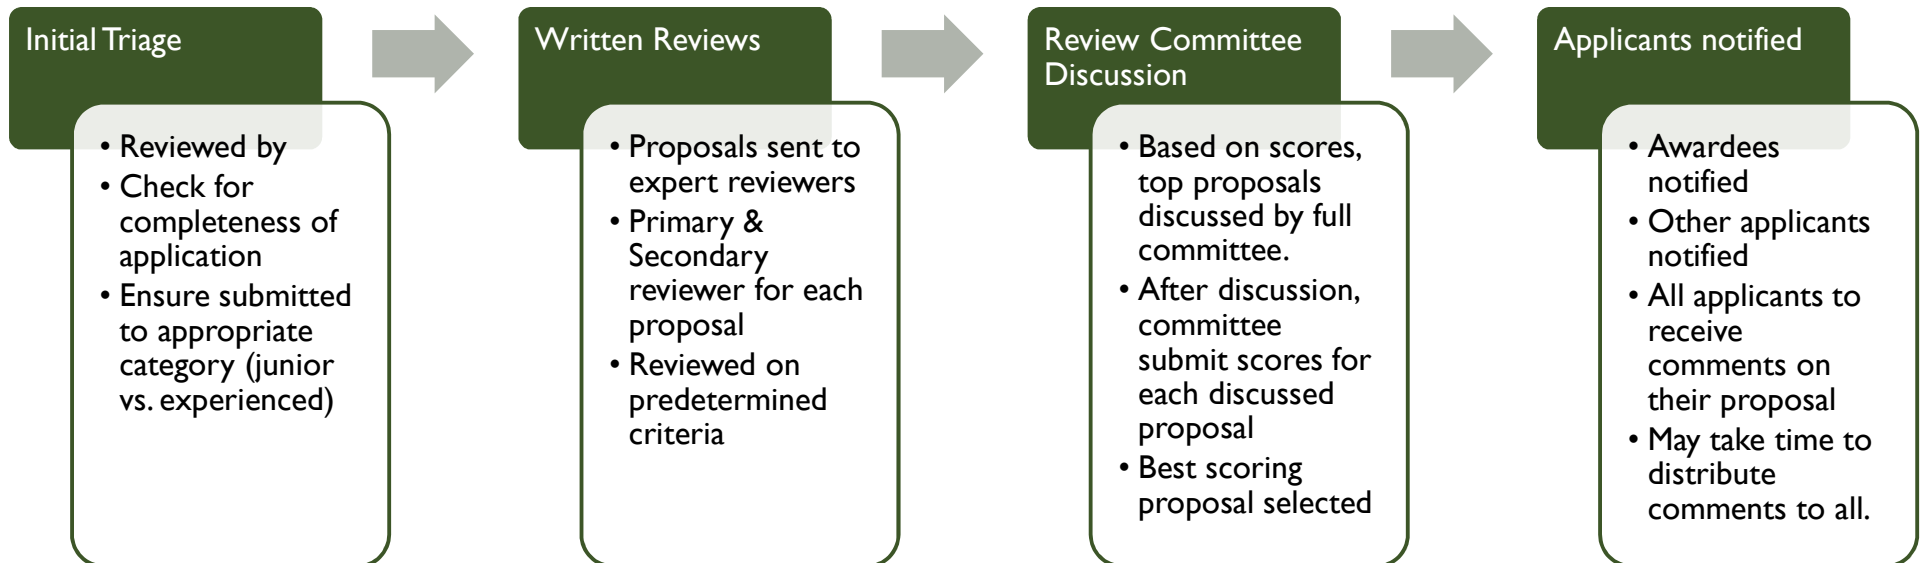 Initial Triage
• Reviewed by
• Check for
completeness of
application
• Ensure submitted
to appropriate
category (junior
vs. experienced)
Written Reviews
• Proposals sent to
expert reviewers
• Primary &
Secondary
reviewer for each
proposal
• Reviewed on
predetermined
criteria
Review Committee
Discussion
• Based on scores,
top proposals
discussed by full
committee.
• After discussion,
committee
submit scores for
each discussed
proposal
• Best scoring
proposal selected
Applicants notified
• Awardees
notified
• Other applicants
notified
• All applicants to
receive
comments on
their proposal
• May take time to
distribute
comments to all.